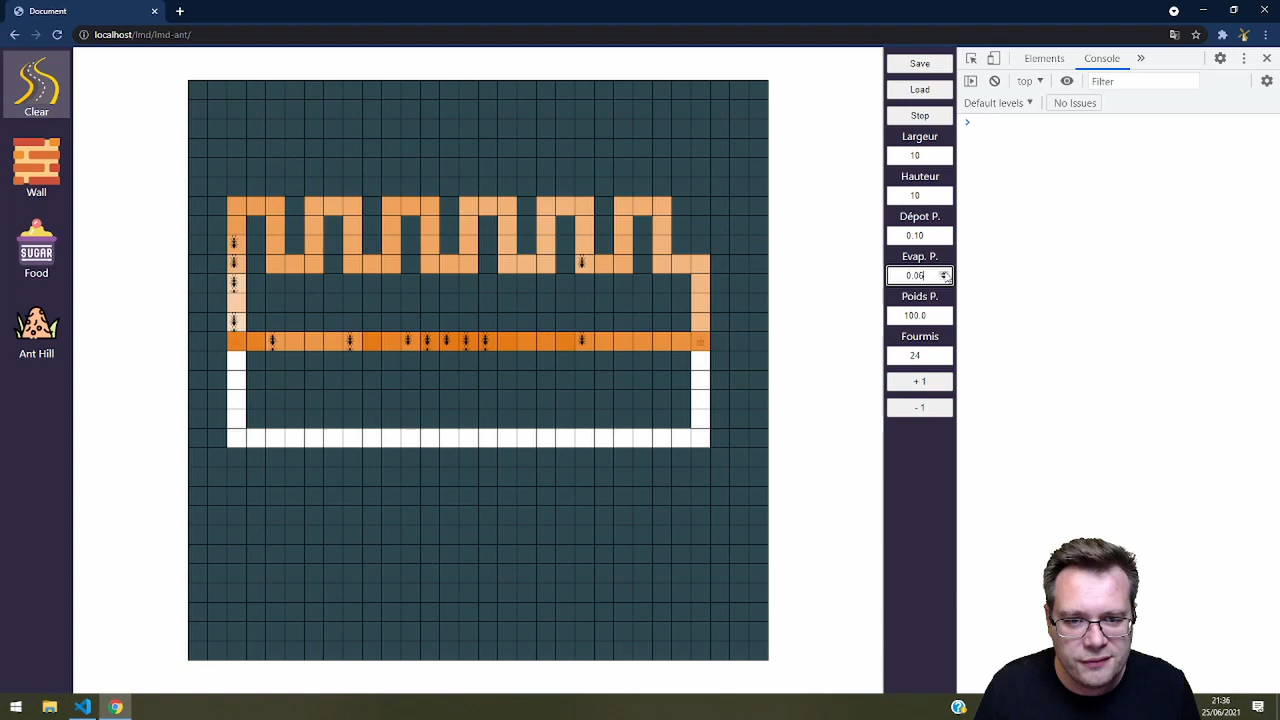 Document
localhost/lmd/lmd-ant/
Clear
Wall
SUGAR
Food
Ant Hill
Save
Load
Stop
Largeur
10
Hauteur
10
Dépot P.
0.10
Evap. P.
0.06
Poids P.
100.0
Fourmis
24
+ 1
- 1
Elements
Console
top
Filter
Default levels
No Issues
21:36
25/06/2021